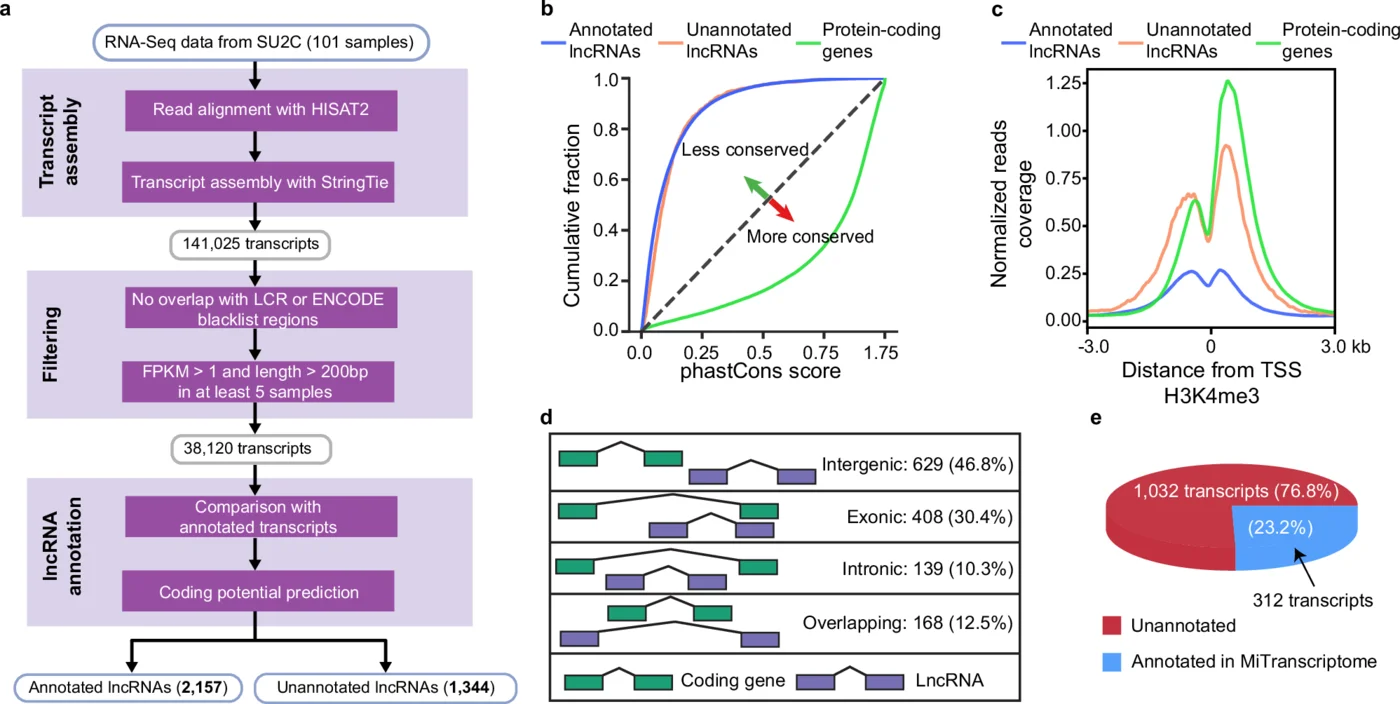 a
RNA-Seq data from SU2C (101 samples)
Transcript
assembly
Read alignment with HISAT2
Transcript assembly with StringTie
141,025 transcripts
Filtering
No overlap with LCR or ENCODE
blacklist regions
FPKM > 1 and length > 200bp
in at least 5 samples
38,120 transcripts
lncRNA
annotation
Comparison with
annotated transcripts
Coding potential prediction
Annotated lncRNAs (2,157)
Unannotated lncRNAs (1,344)
b
Annotated
lncRNAs
Unannotated
lncRNAs
Protein-coding
genes
Cumulative fraction
1.0
0.8
0.6
0.4
0.2
0.0
Less conserved
More conserved
0.0 0.25 0.5 0.75 1.75
phastCons score
c
Annotated
lncRNAs
Unannotated
lncRNAs
Protein-coding
genes
Normalized reads
coverage
1.25
1.00
0.75
0.50
0.25
0.00
-3.0 0 3.0 kb
Distance from TSS
H3K4me3
d
Intergenic: 629 (46.8%)
Exonic: 408 (30.4%)
Intronic: 139 (10.3%)
Overlapping: 168 (12.5%)
Coding gene LncRNA
e
1,032 transcripts (76.8%)
(23.2%)
312 transcripts
Unannotated
Annotated in MiTranscriptome